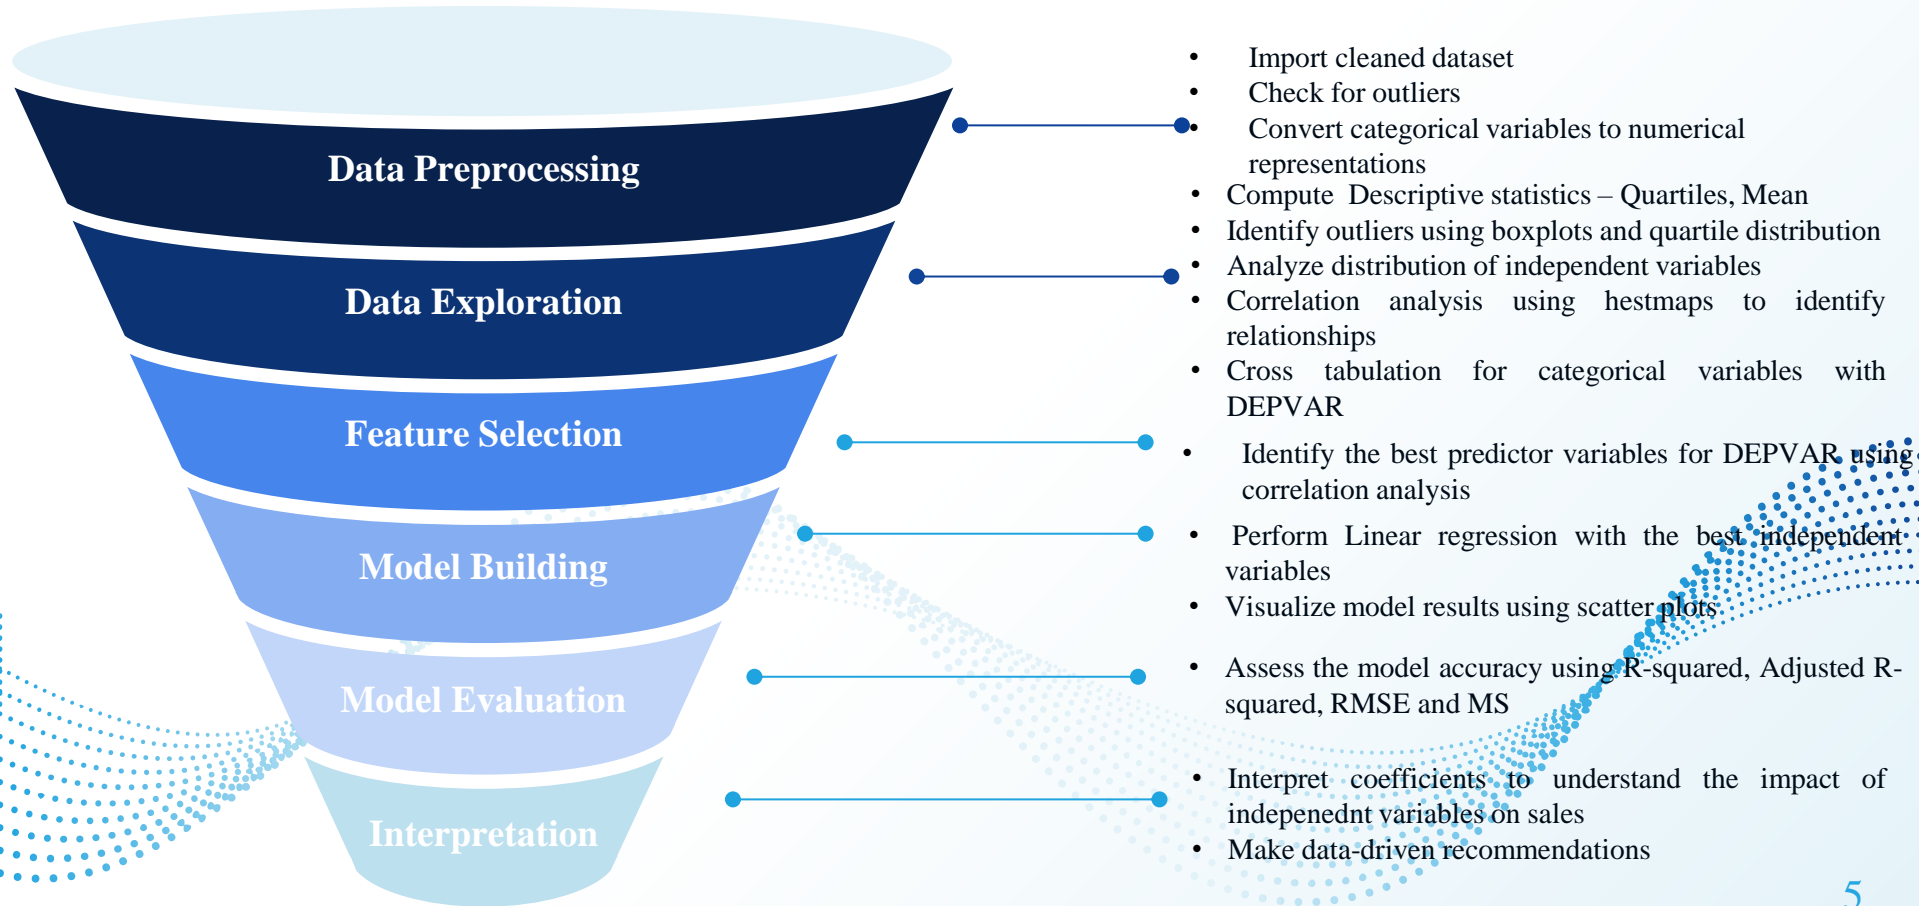 Data Preprocessing
• Import cleaned dataset
• Check for outliers
• Convert categorical variables to numerical
representations
Data Exploration
• Compute Descriptive statistics – Quartiles, Mean
• Identify outliers using boxplots and quartile distribution
• Analyze distribution of independent variables
• Correlation analysis using hestmaps to identify
relationships
• Cross tabulation for categorical variables with
DEPVAR
Feature Selection
• Identify the best predictor variables for DEPVAR using
correlation analysis
Model Building
• Perform Linear regression with the best independent
variables
• Visualize model results using scatter plots
Model Evaluation
• Assess the model accuracy using R-squared, Adjusted R-
squared, RMSE and MS
Interpretation
• Interpret coefficients to understand the impact of
indepenednt variables on sales
• Make data-driven recommendations
5